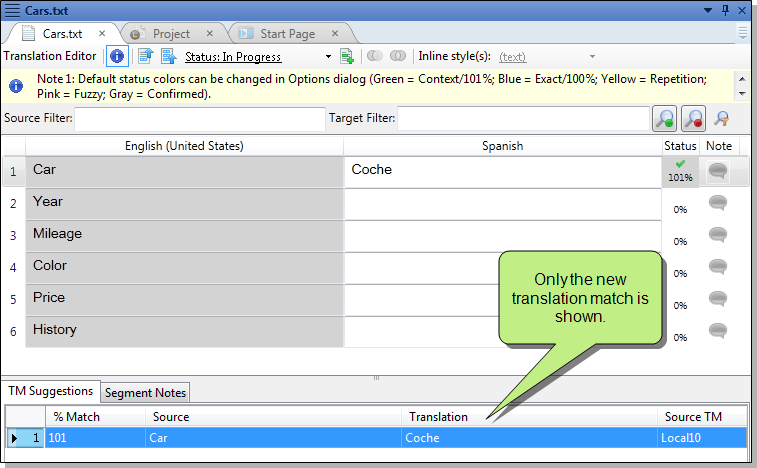 Cars.txt
Cars.txt Project Start Page
Translation Editor Status: In Progress Inline style(s): (text)
Note 1: Default status colors can be changed in Options dialog (Green = Context/101%; Blue = Exact/100%; Yellow = Repetition;
Pink = Fuzzy; Gray = Confirmed).
Source Filter: Target Filter:
English (United States) Spanish Status Note
1 Car Coche 101%
2 Year 0%
3 Mileage 0%
4 Color 0%
5 Price 0%
6 History 0%
Only the new
translation match is
shown.
TM Suggestions Segment Notes
% Match Source Translation Source TM
1 101 Car Coche Local10